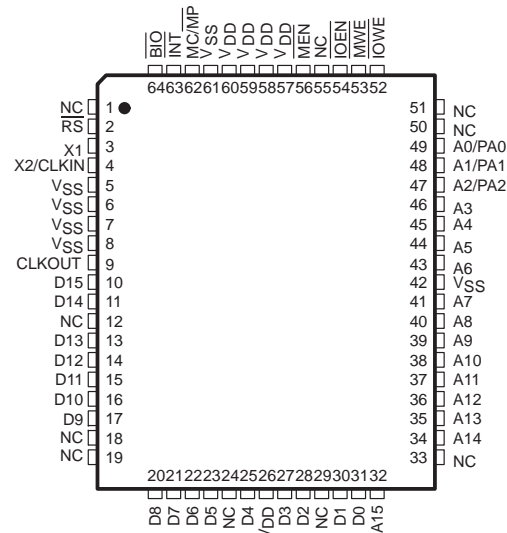 BIO
INT
MC/MP
VSS
VDD
VDD
VDD
VDD
MEN
NC
IOEN
MWE
IOWE
64 63 62 61 60 59 58 57 56 55 54 53 52
NC 1
RS 2
X1 3
X2/CLKIN 4
VSS 5
VSS 6
VSS 7
VSS 8
CLKOUT 9
D15 10
D14 11
NC 12
D13 13
D12 14
D11 15
D10 16
D9 17
NC 18
NC 19
51 NC
50 NC
49 A0/PA0
48 A1/PA1
47 A2/PA2
46 A3
45 A4
44 A5
43 A6
42 VSS
41 A7
40 A8
39 A9
38 A10
37 A11
36 A12
35 A13
34 A14
33 NC
20 21 22 23 24 25 26 27 28 29 30 31 32
D8
D7
D6
D5
NC
D4
/DD
D3
D2
NC
D1
D0
A15